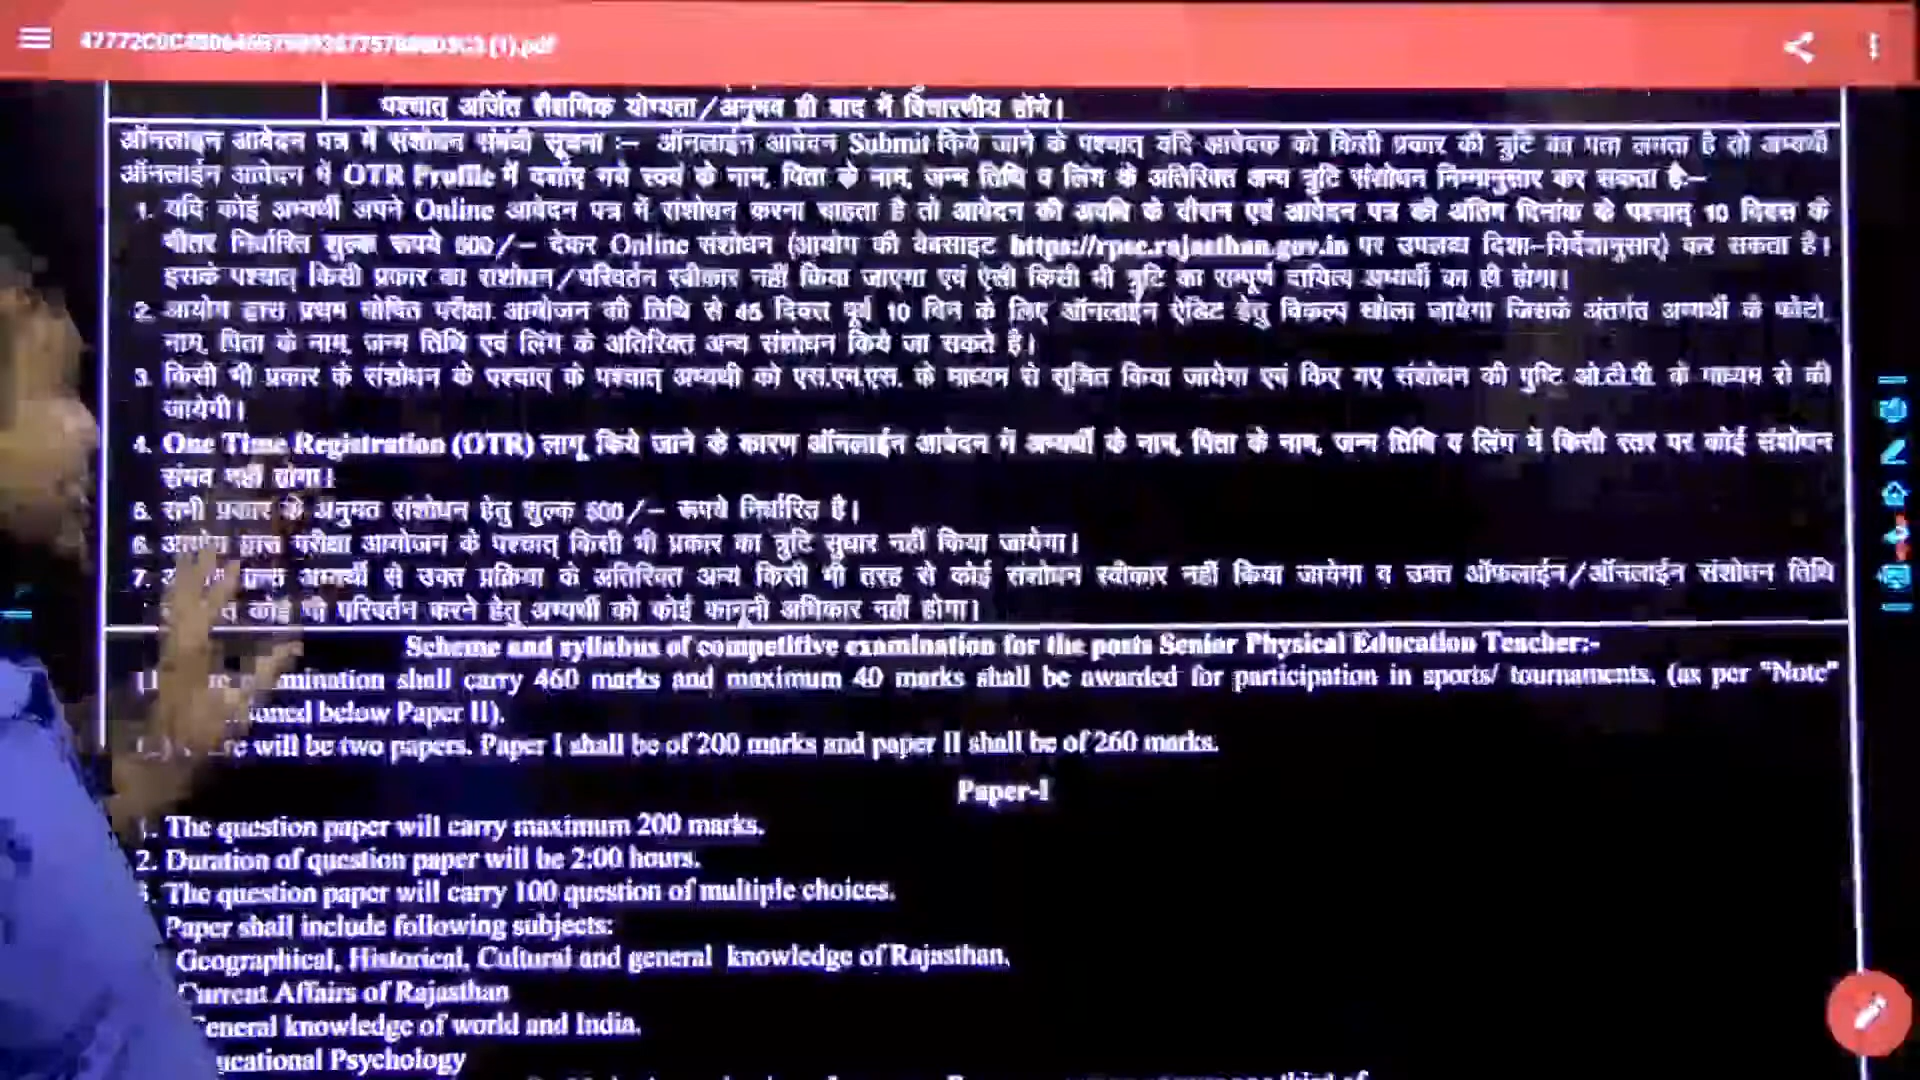 पश्चात् अर्जित शैक्षणिक योग्यता/अनुभव ही बाद में विचारणीय होंगे।
ऑनलाइन आवेदन पत्र में संशोधन संबंधी सूचना :– ऑनलाईन आवेदन Submit किये जाने के पश्चात् यदि आवेदक को किसी प्रकार की त्रुटि का पता लगता है तो अभ्यर्थी
ऑनलाईन आवेदन में OTR Profile में दर्शाए गये स्वयं के नाम, पिता के नाम, जन्म तिथि व लिंग के अतिरिक्त अन्य त्रुटि संशोधन निम्नानुसार कर सकता है:–
1. यदि कोई अभ्यर्थी अपने Online आवेदन पत्र में संशोधन करना चाहता है तो आवेदन की अवधि के दौरान एवं आवेदन पत्र की अंतिम दिनांक के पश्चात् 10 दिवस के
भीतर निर्धारित शुल्क रूपये 500/– देकर Online संशोधन (आयोग की वेबसाइट https://rpsc.rajasthan.gov.in पर उपलब्ध दिशा–निर्देशानुसार) कर सकता है।
इसके पश्चात् किसी प्रकार का संशोधन/परिवर्तन स्वीकार नहीं किया जाएगा एवं ऐसी किसी भी त्रुटि का सम्पूर्ण दायित्व अभ्यर्थी का ही होगा।
2. आयोग द्वारा प्रथम घोषित परीक्षा आयोजन की तिथि से 45 दिवस पूर्व 10 दिन के लिए ऑनलाईन ऐडिट हेतु विकल्प खोला जायेगा जिसके अंतर्गत अभ्यर्थी के फोटो,
नाम, पिता के नाम, जन्म तिथि एवं लिंग के अतिरिक्त अन्य संशोधन किये जा सकते है।
3. किसी भी प्रकार के संशोधन के पश्चात् के पश्चात् अभ्यर्थी को एस.एम.एस. के माध्यम से सूचित किया जायेगा एवं किए गए संशोधन की पुष्टि ओ.टी.पी. के माध्यम से की
जायेगी।
4. One Time Registration (OTR) लागू किये जाने के कारण ऑनलाईन आवेदन में अभ्यर्थी के नाम, पिता के नाम, जन्म तिथि व लिंग में किसी स्तर पर कोई संशोधन
संभव नहीं होगा।
5. सभी प्रकार के अनुमत संशोधन हेतु शुल्क 500/– रूपये निर्धारित है।
6. आयोग द्वारा परीक्षा आयोजन के पश्चात् किसी भी प्रकार का त्रुटि सुधार नहीं किया जायेगा।
7. द्वारा अभ्यर्थी से उक्त प्रक्रिया के अतिरिक्त अन्य किसी भी तरह से कोई संशोधन स्वीकार नहीं किया जायेगा व उक्त ऑफलाईन/ऑनलाईन संशोधन तिथि
कोई भी परिवर्तन करने हेतु अभ्यर्थी को कोई कानूनी अधिकार नहीं होगा।
Scheme and syllabus of competitive examination for the posts Senior Physical Education Teacher:-
mination shall carry 460 marks and maximum 40 marks shall be awarded for participation in sports/ tournaments. (as per "Note"
ioned below Paper II).
re will be two papers. Paper I shall be of 200 marks and paper II shall be of 260 marks.
Paper-I
1. The question paper will carry maximum 200 marks.
2. Duration of question paper will be 2:00 hours.
3. The question paper will carry 100 question of multiple choices.
Paper shall include following subjects:
Geographical, Historical, Cultural and general knowledge of Rajasthan,
Current Affairs of Rajasthan
General knowledge of world and India.
ucational Psychology